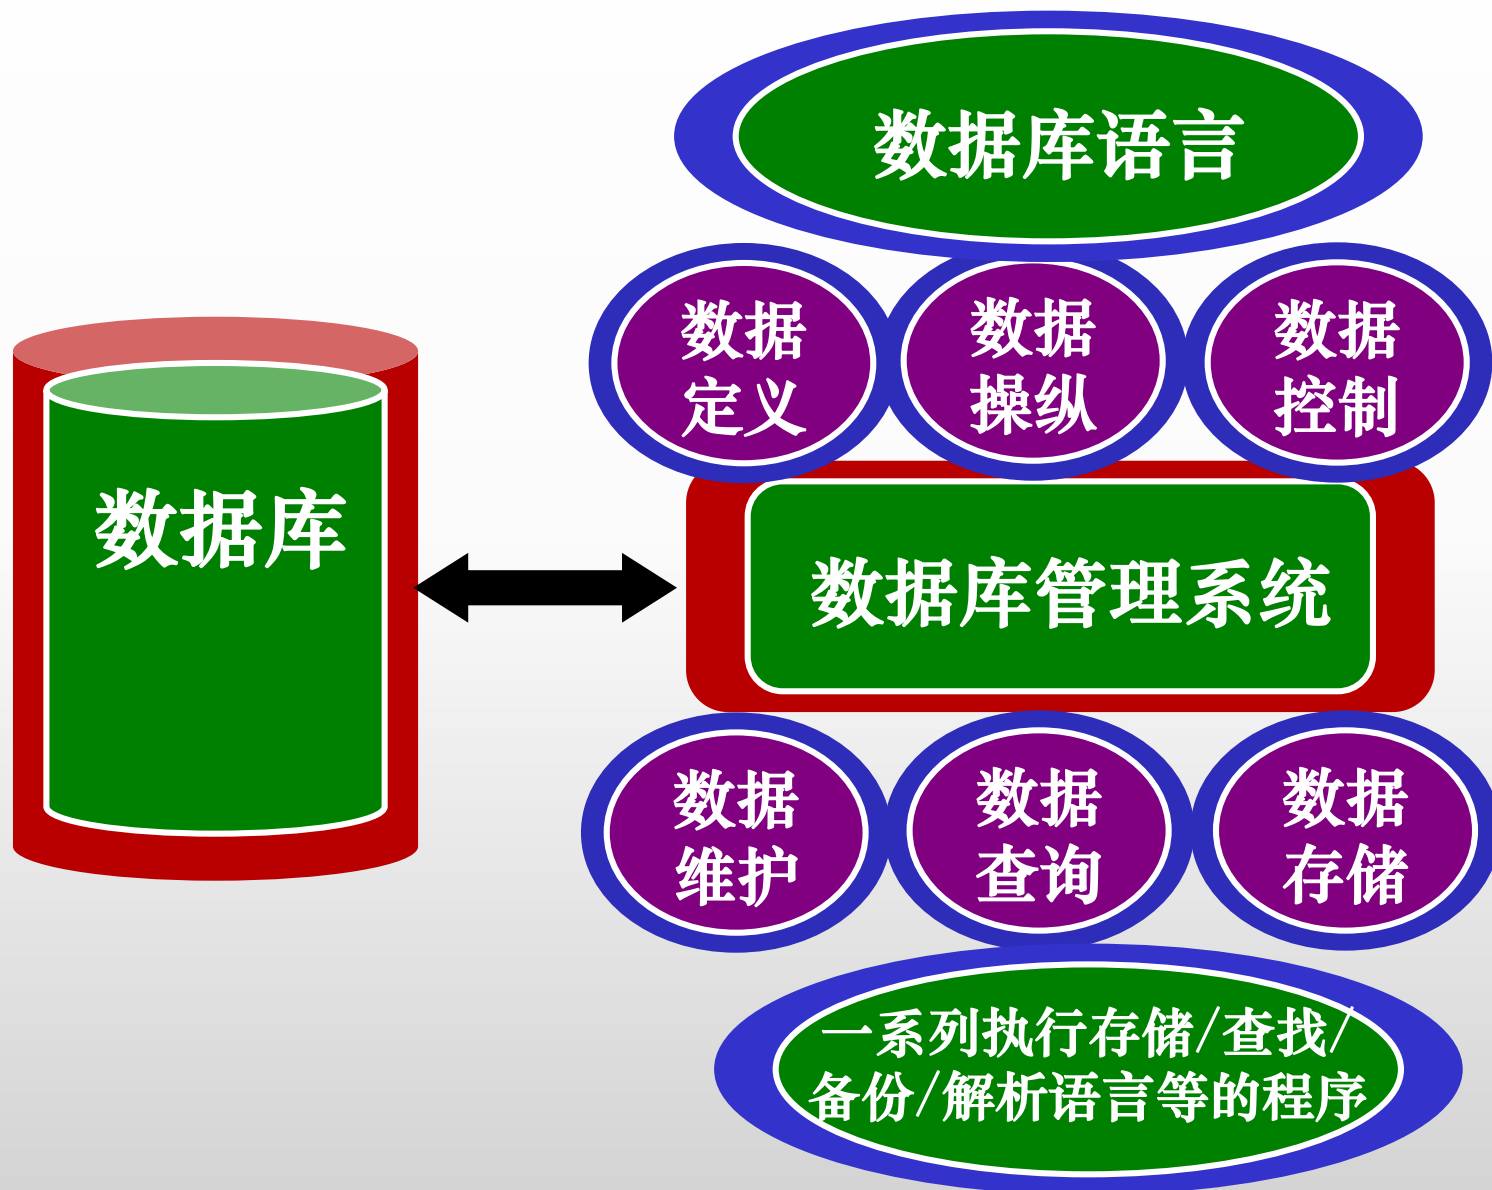 数据库语言
数据
定义
数据
操纵
数据
控制
数据库
数据库管理系统
数据
维护
数据
查询
数据
存储
一系列执行存储/查找/
备份/解析语言等的程序